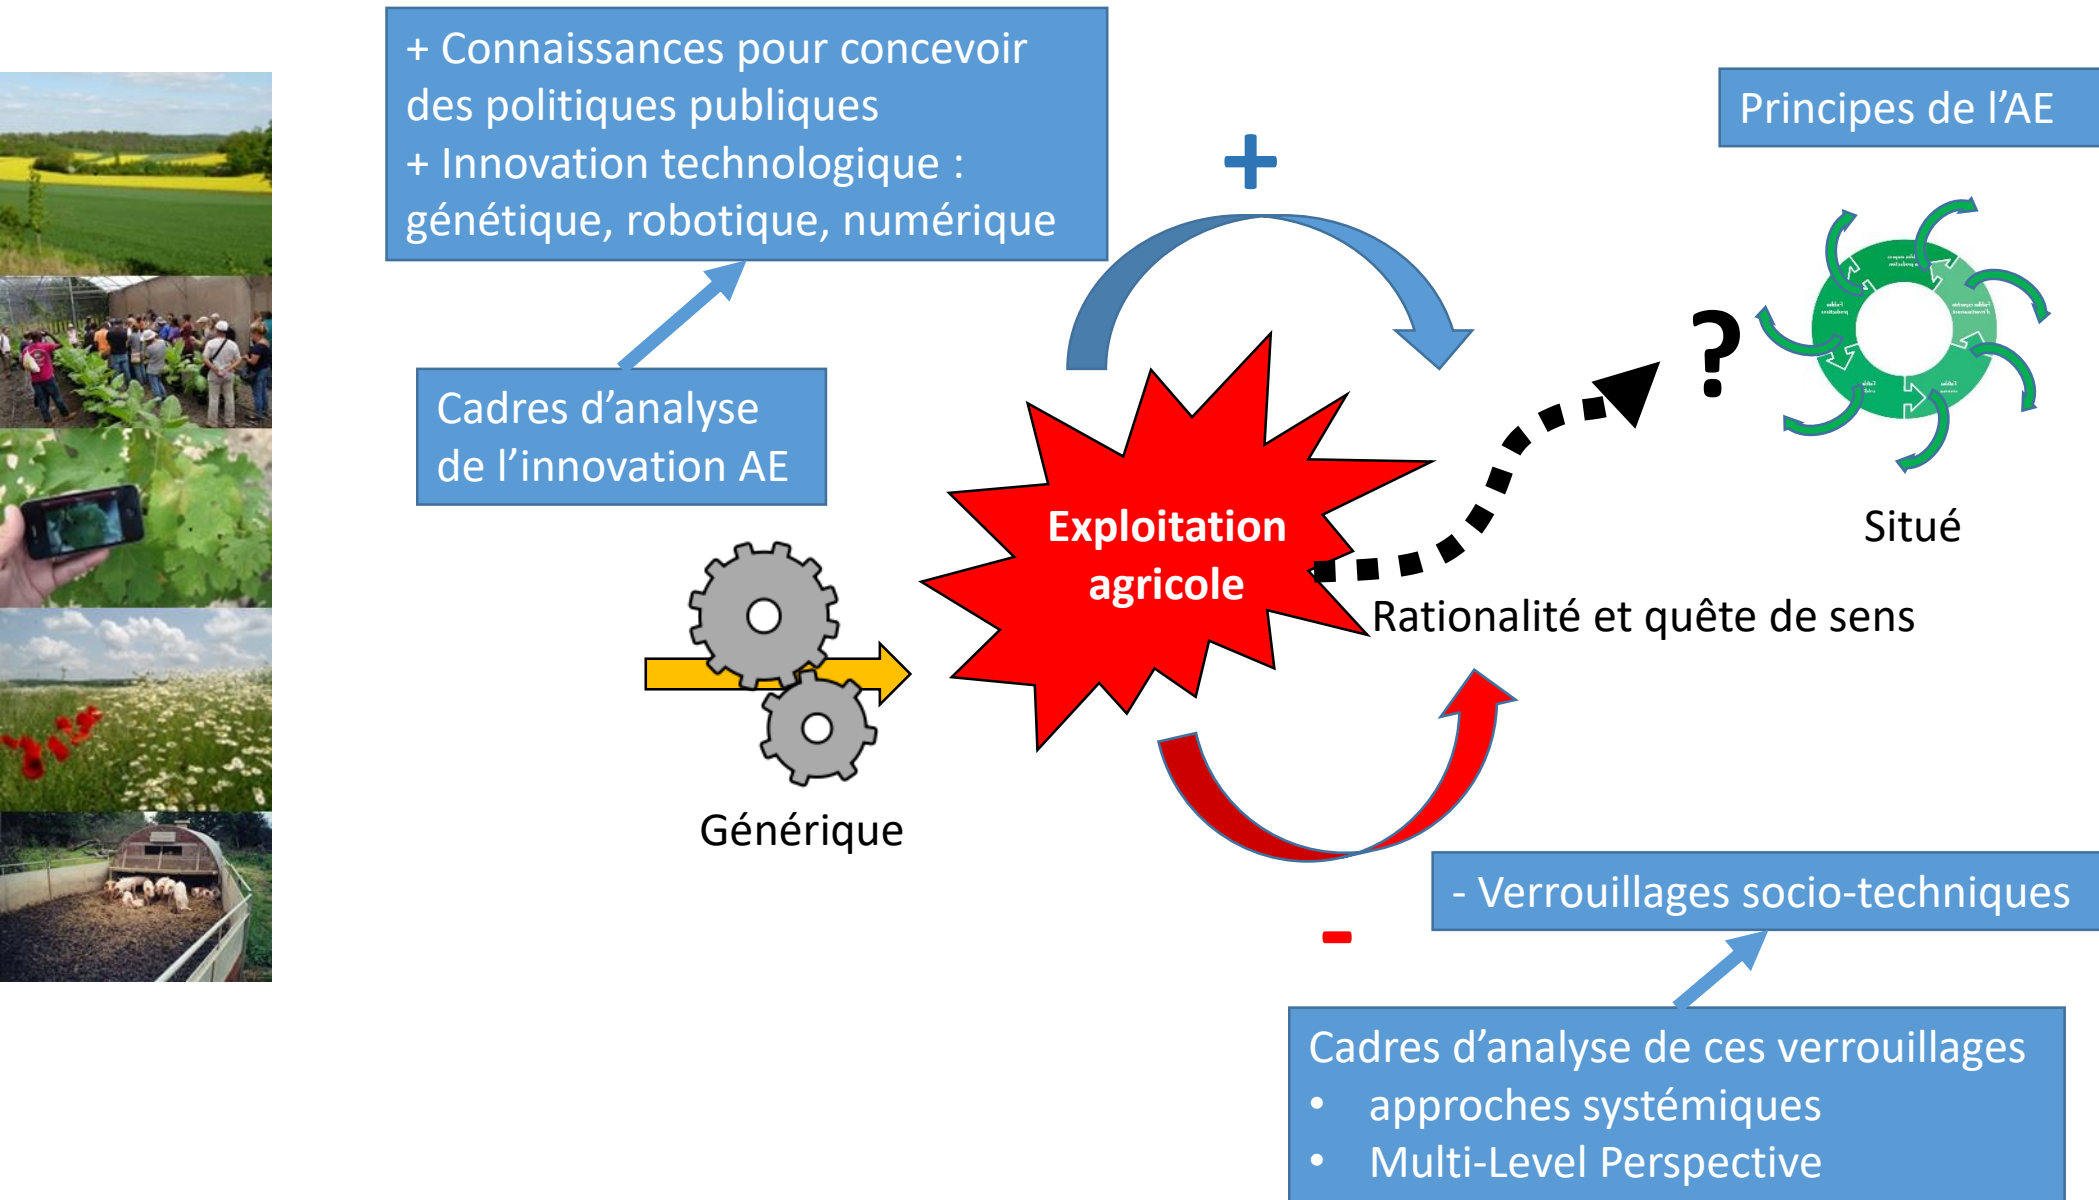 + Connaissances pour concevoir
des politiques publiques
+ Innovation technologique :
génétique, robotique, numérique
+
Principes de l’AE
Cadres d’analyse
de l’innovation AE
?
Exploitation
agricole
Situé
Rationalité et quête de sens
Générique
- Verrouillages socio-techniques
-
Cadres d’analyse de ces verrouillages
• approches systémiques
• Multi-Level Perspective